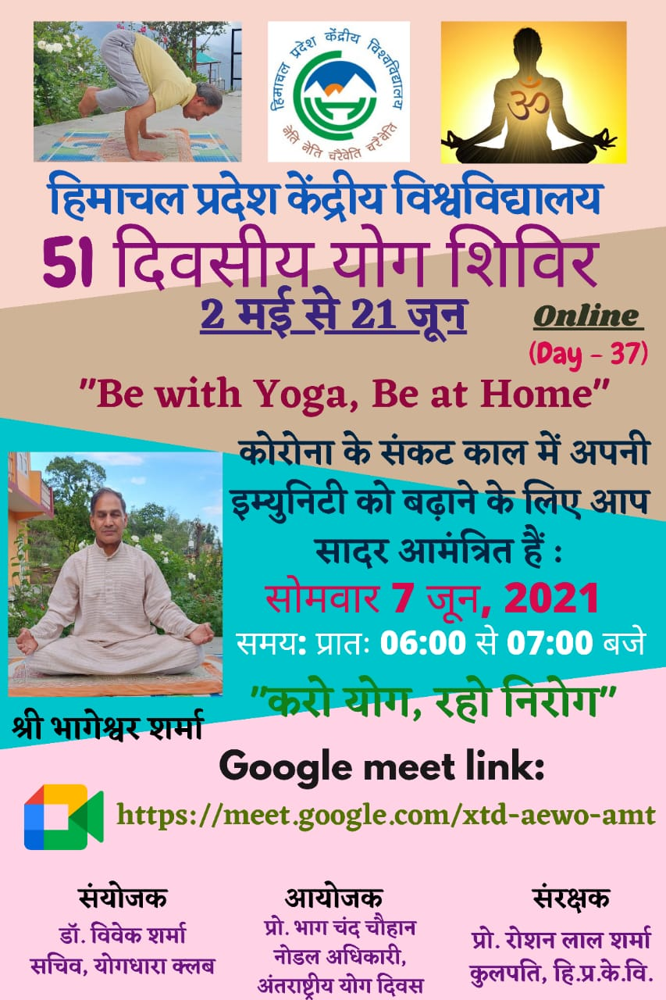 हिमाचल प्रदेश केंद्रीय विश्वविद्यालय
नेति नेति चरैवेति चरैवेति
ॐ
हिमाचल प्रदेश केंद्रीय विश्वविद्यालय
51 दिवसीय योग शिविर
2 मई से 21 जून
Online
(Day - 37)
"Be with Yoga, Be at Home"
कोरोना के संकट काल में अपनी
इम्युनिटी को बढ़ाने के लिए आप
सादर आमंत्रित हैं :
सोमवार 7 जून, 2021
समय: प्रातः 06:00 से 07:00 बजे
"करो योग, रहो निरोग"
श्री भागेश्वर शर्मा
Google meet link:
https://meet.google.com/xtd-aewo-amt
संयोजक
डॉ. विवेक शर्मा
सचिव, योगधारा क्लब
आयोजक
प्रो. भाग चंद चौहान
नोडल अधिकारी,
अंतराष्ट्रीय योग दिवस
संरक्षक
प्रो. रोशन लाल शर्मा
कुलपति, हि.प्र.के.वि.